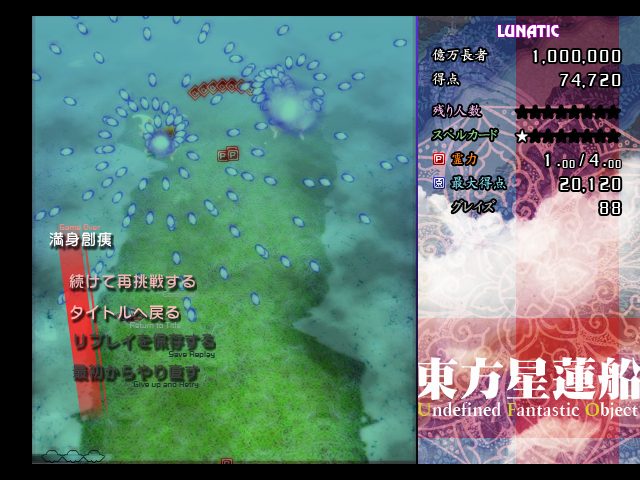 LUNATIC
億万長者 1,000,000
得点 74,720
残り人数
スペルカード
P 霊力 1.00/4.00
点 最大得点 20,120
グレイズ 88
P P
Game Over
満身創痍
続けて再挑戦する
タイトルへ戻る
Return to Title
リプレイを保存する
Save Replay
最初からやり直す
Give up and Retry
東方星蓮船
Undefined Fantastic Object